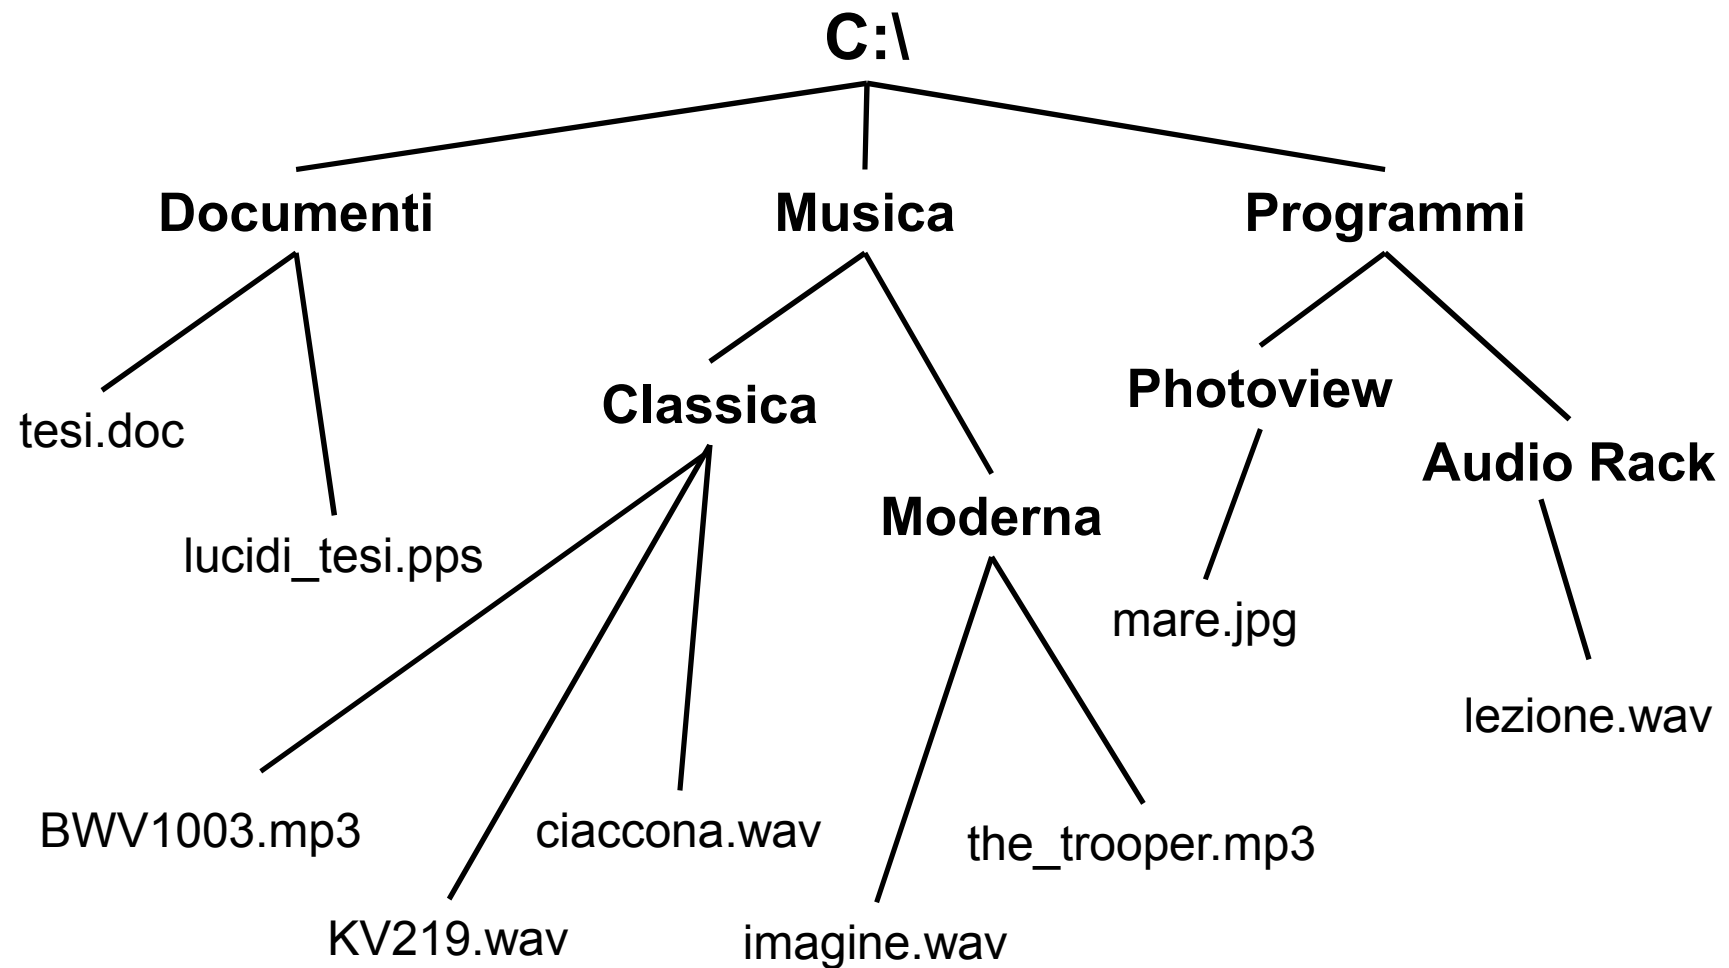 C:\
Documenti
Musica
Programmi
Classica
Photoview
tesi.doc
Audio Rack
Moderna
lucidi_tesi.pps
mare.jpg
lezione.wav
BWV1003.mp3
ciaccona.wav
the_trooper.mp3
KV219.wav
imagine.wav